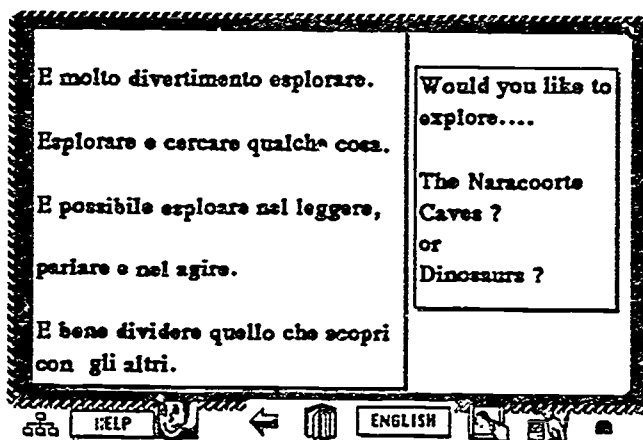 E molto divertimento esplorare.
Esplorare e cercare qualche cosa.
E possibile esploare nel leggere,
parlare e nel agire.
E bene dividere quello che scopri
con gli altri.
Would you like to
explore....
The Naracoorte
Caves ?
or
Dinosaurs ?
HELP
ENGLISH